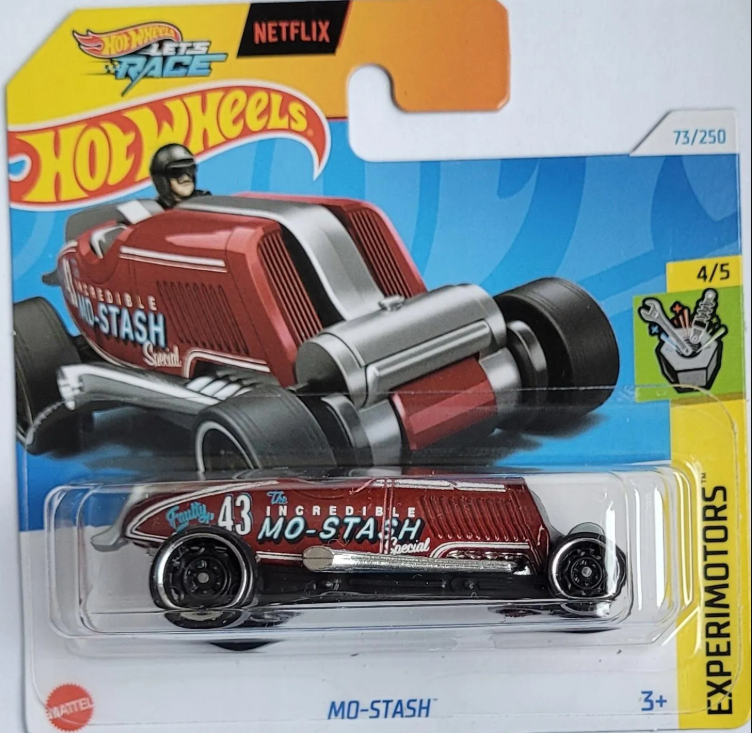 HOT WHEELS
LET'S
RACE
NETFLIX
HOT WHEELS
73/250
4/5
INCREDIBLE
MO-STASH
Special
Faulty
43
The
INCREDIBLE
MO-STASH
Special
EXPERIMOTORS™
MATTEL
MO-STASH™
3+